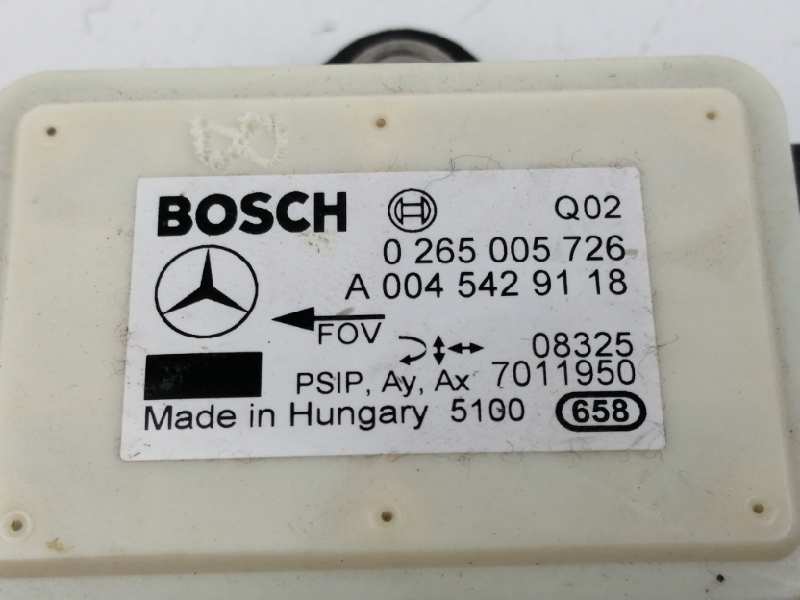 BOSCH Q02
0 265 005 726
A 004 542 91 18
FOV
08325
PSIP, Ay, Ax 7011950
Made in Hungary 5100 658